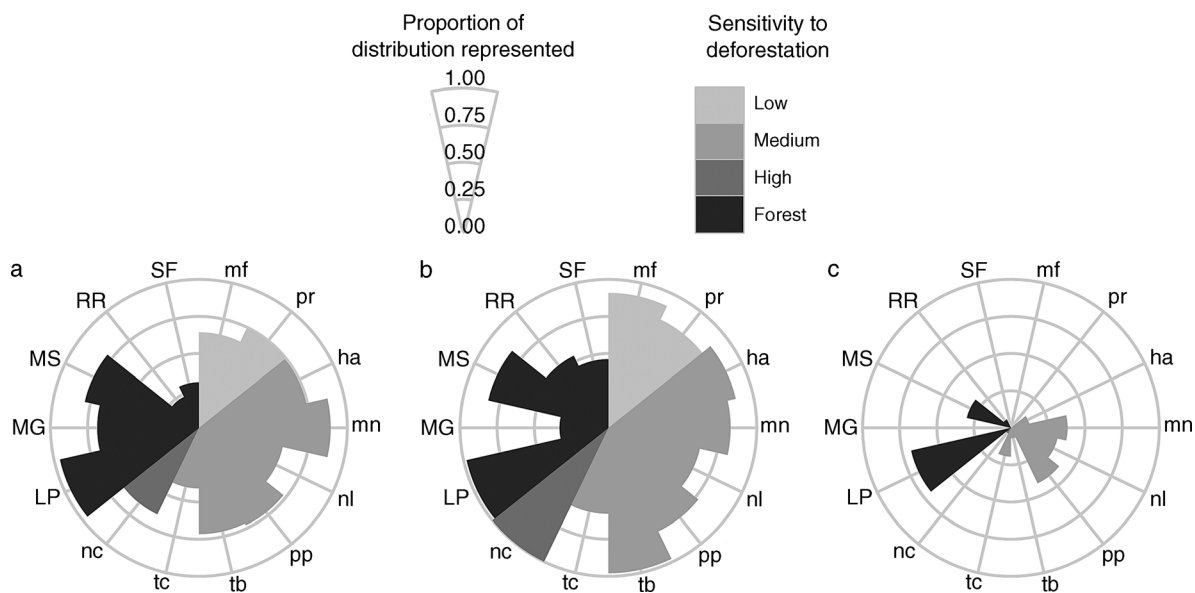 Proportion of
distribution represented
1.00
0.75
0.50
0.25
0.00
Sensitivity to
deforestation
Low
Medium
High
Forest
a
SF
mf
RR
pr
MS
ha
MG
mn
LP
nl
nc
pp
tc
tb
b
SF
mf
RR
pr
MS
ha
MG
mn
LP
nl
nc
pp
tc
tb
c
SF
mf
RR
pr
MS
ha
MG
mn
LP
nl
nc
pp
tc
tb